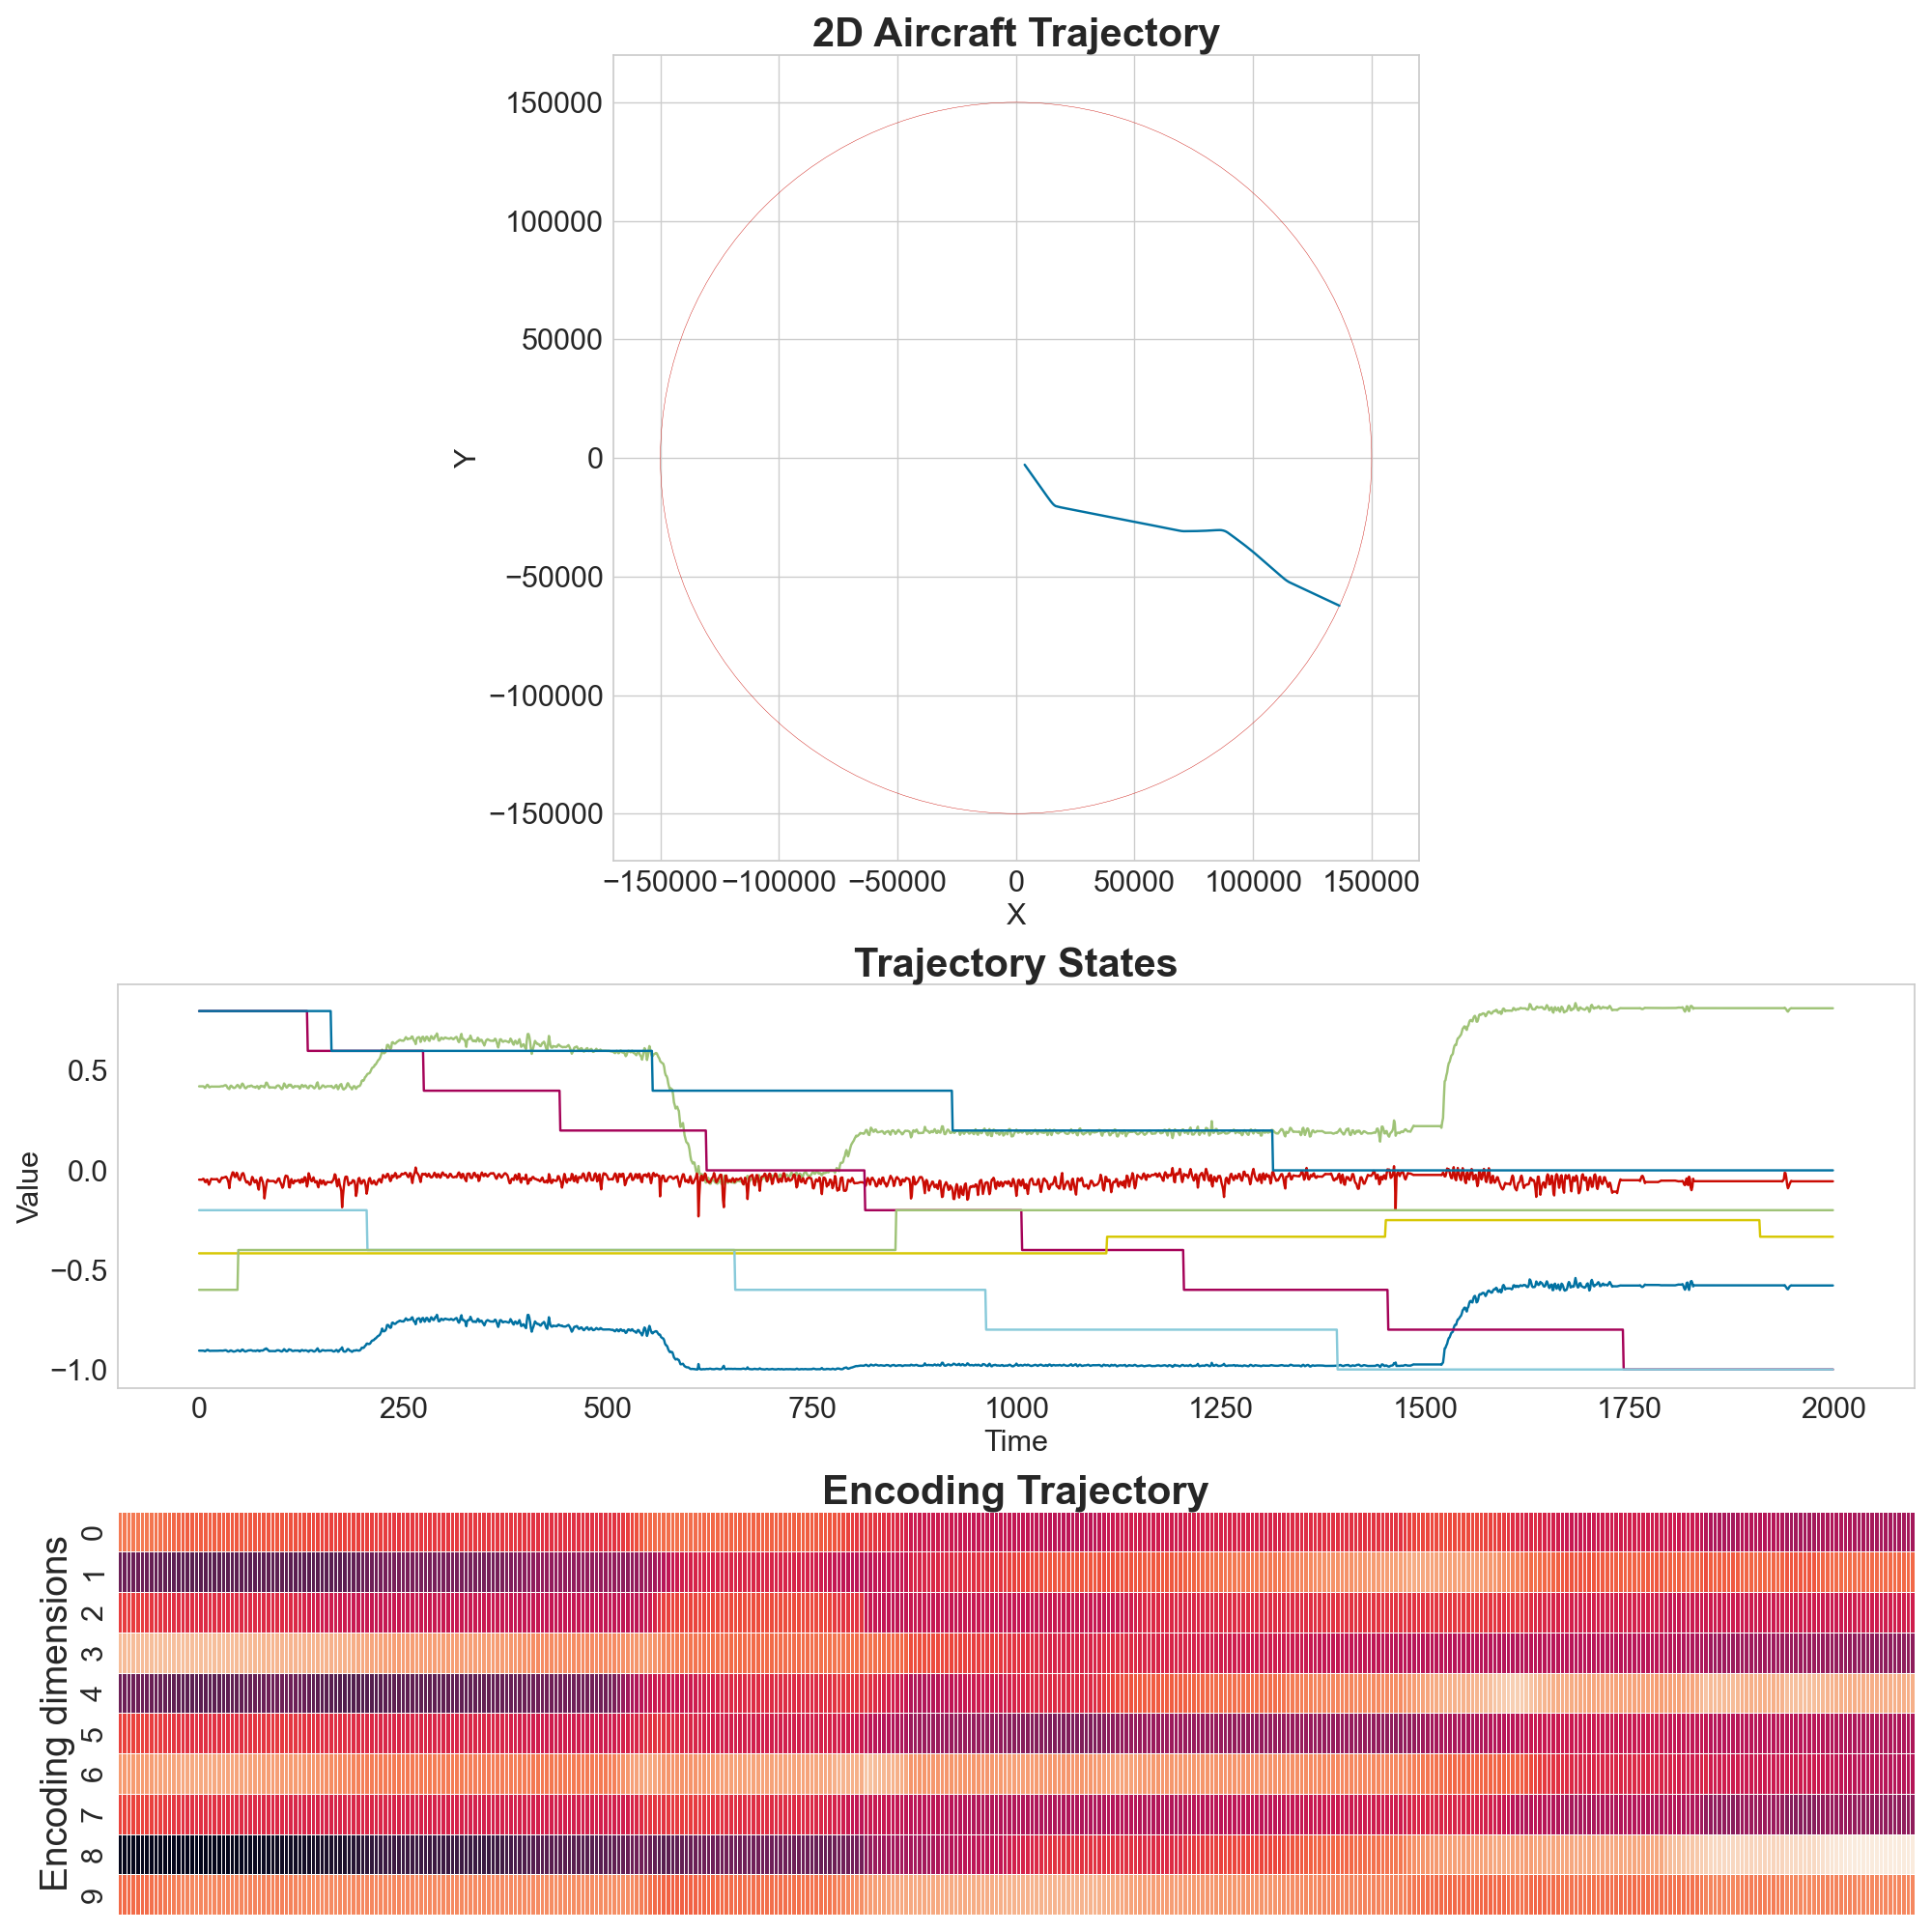 2D Aircraft Trajectory
150000
100000
50000
0
−50000
−100000
−150000
Y
−150000 −100000 −50000 0 50000 100000 150000
X
Trajectory States
0.5
0.0
−0.5
−1.0
Value
0 250 500 750 1000 1250 1500 1750 2000
Time
Encoding Trajectory
0
1
2
3
4
5
6
7
8
9
Encoding dimensions